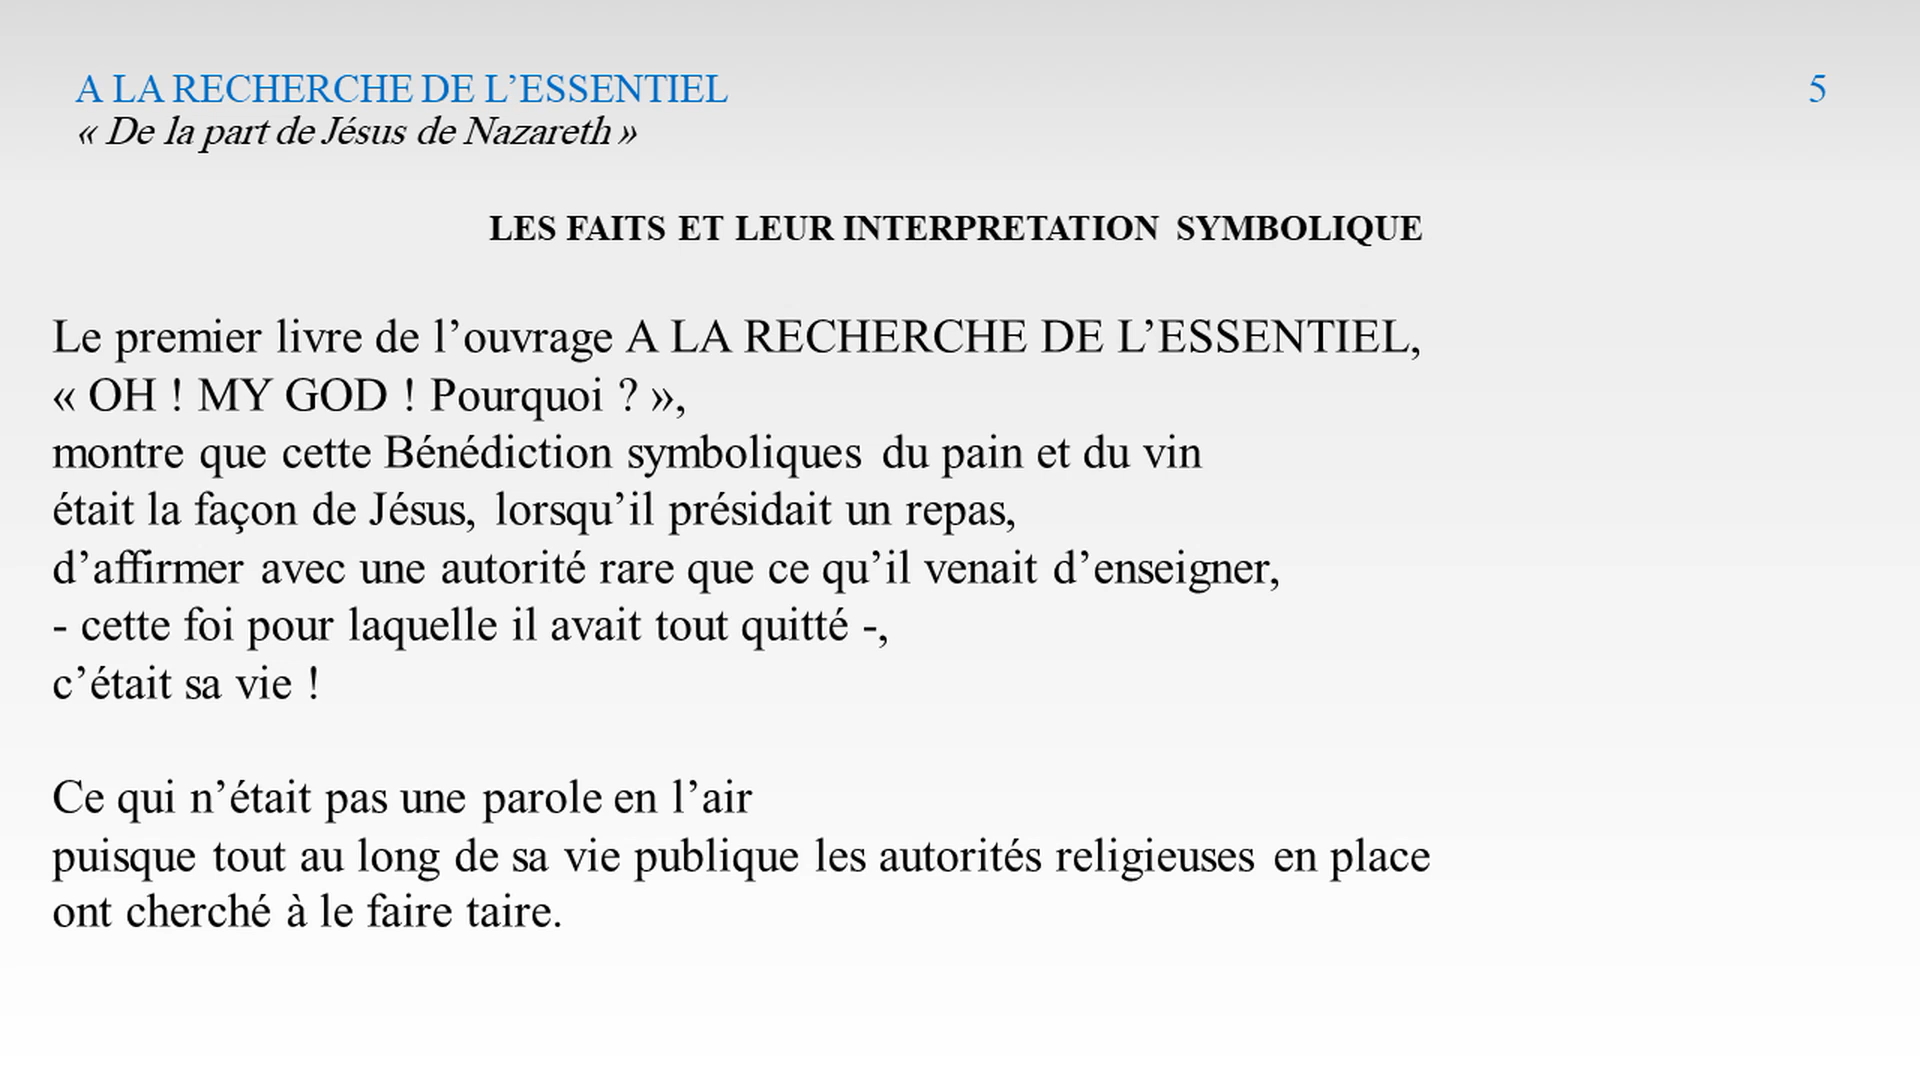 A LA RECHERCHE DE L’ESSENTIEL 5
« De la part de Jésus de Nazareth »
LES FAITS ET LEUR INTERPRETATION SYMBOLIQUE
Le premier livre de l’ouvrage A LA RECHERCHE DE L’ESSENTIEL,
« OH ! MY GOD ! Pourquoi ? »,
montre que cette Bénédiction symboliques du pain et du vin
était la façon de Jésus, lorsqu’il présidait un repas,
d’affirmer avec une autorité rare que ce qu’il venait d’enseigner,
- cette foi pour laquelle il avait tout quitté -,
c’était sa vie !
Ce qui n’était pas une parole en l’air
puisque tout au long de sa vie publique les autorités religieuses en place
ont cherché à le faire taire.